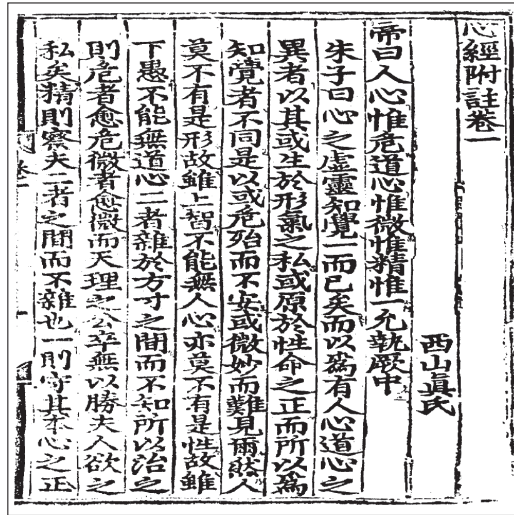 心經附註卷一
西山眞氏
帝曰人心惟危道心惟微惟精惟一允執厥中
朱子曰心之虛靈知覺一而已矣而以爲有人心道心之
異者以其或生於形氣之私或原於性命之正而所以爲
知覺者不同是以或危殆而不安或微妙而難見爾然人
莫不有是形故雖上智不能無人心亦莫不有是性故雖
下愚不能無道心二者雜於方寸之間而不知所以治之
則危者愈危微者愈微而天理之公卒無以勝夫人欲之
私矣精則察夫二者之間而不雜也一則守其本心之正